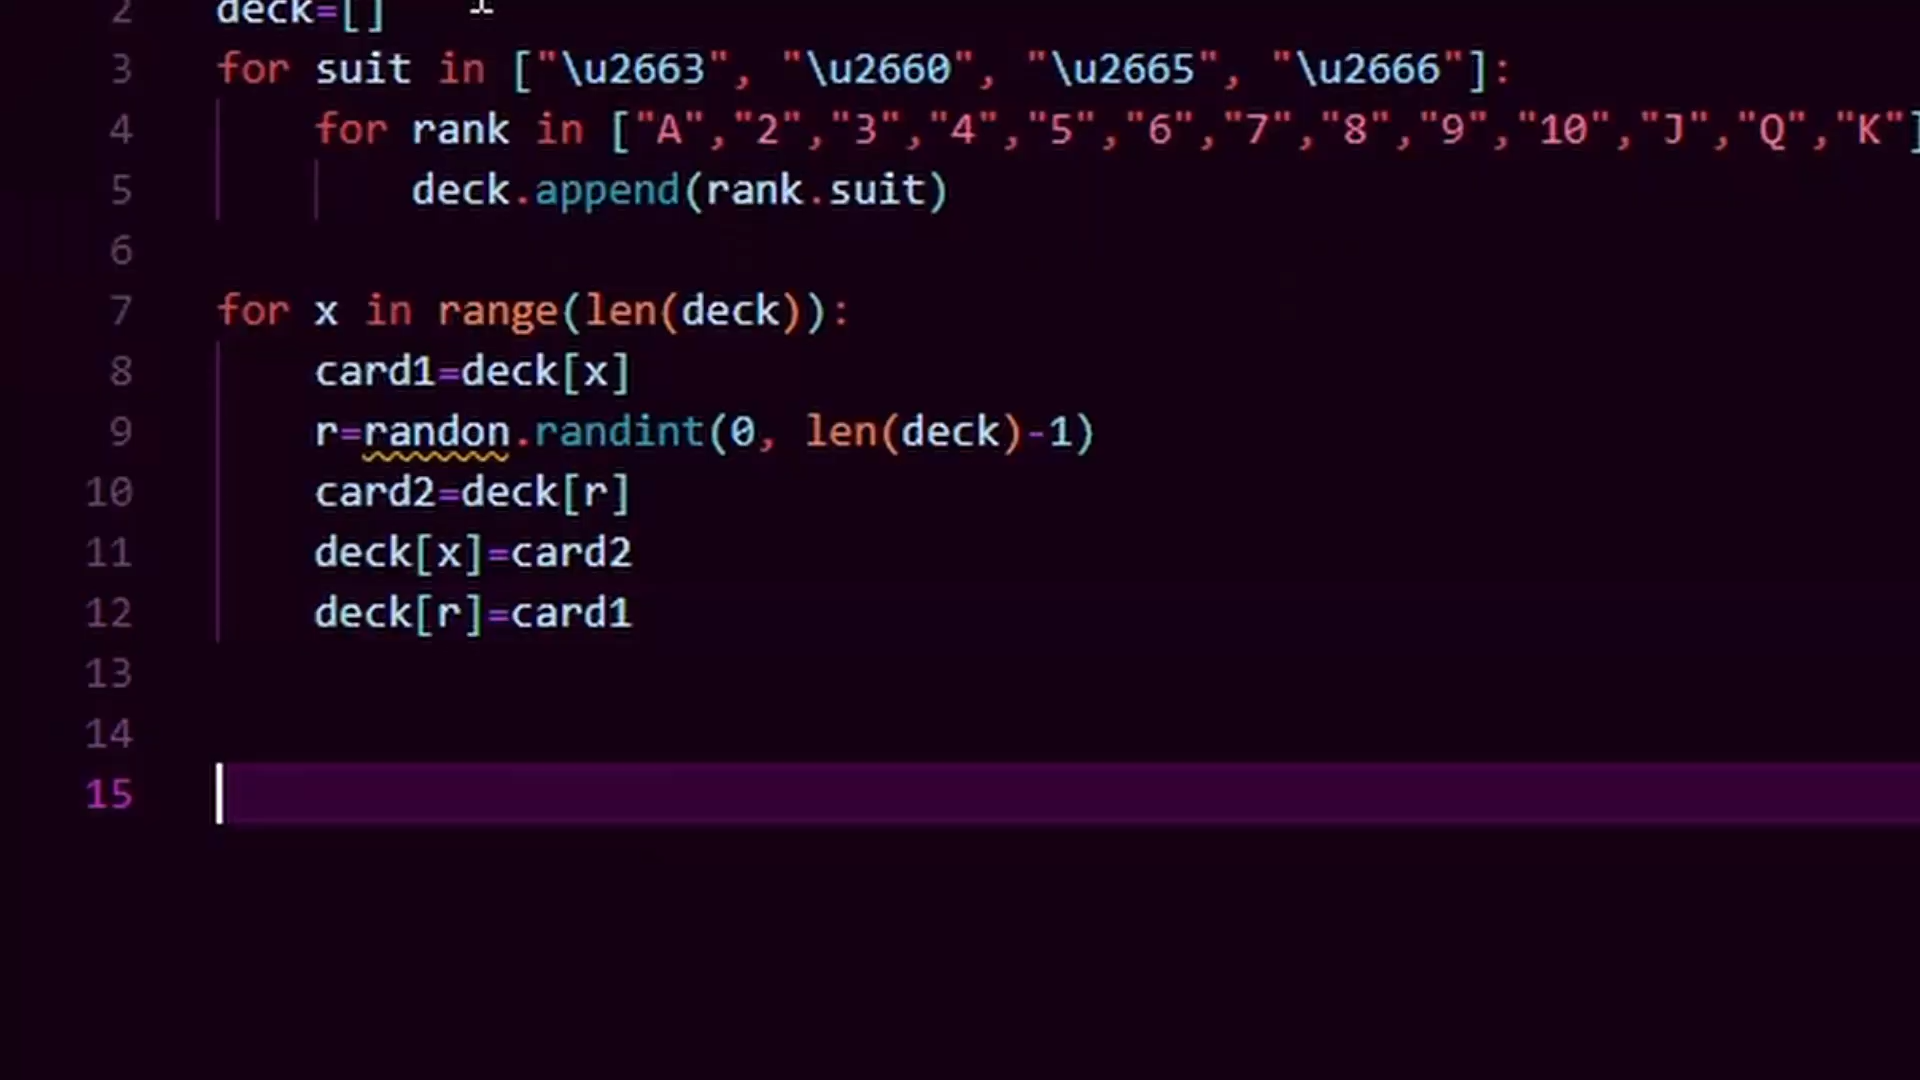 2 deck=[]
3 for suit in ["\u2663", "\u2660", "\u2665", "\u2666"]:
4 for rank in ["A","2","3","4","5","6","7","8","9","10","J","Q","K"]
5 deck.append(rank.suit)
6
7 for x in range(len(deck)):
8 card1=deck[x]
9 r=randon.randint(0, len(deck)-1)
10 card2=deck[r]
11 deck[x]=card2
12 deck[r]=card1
13
14
15